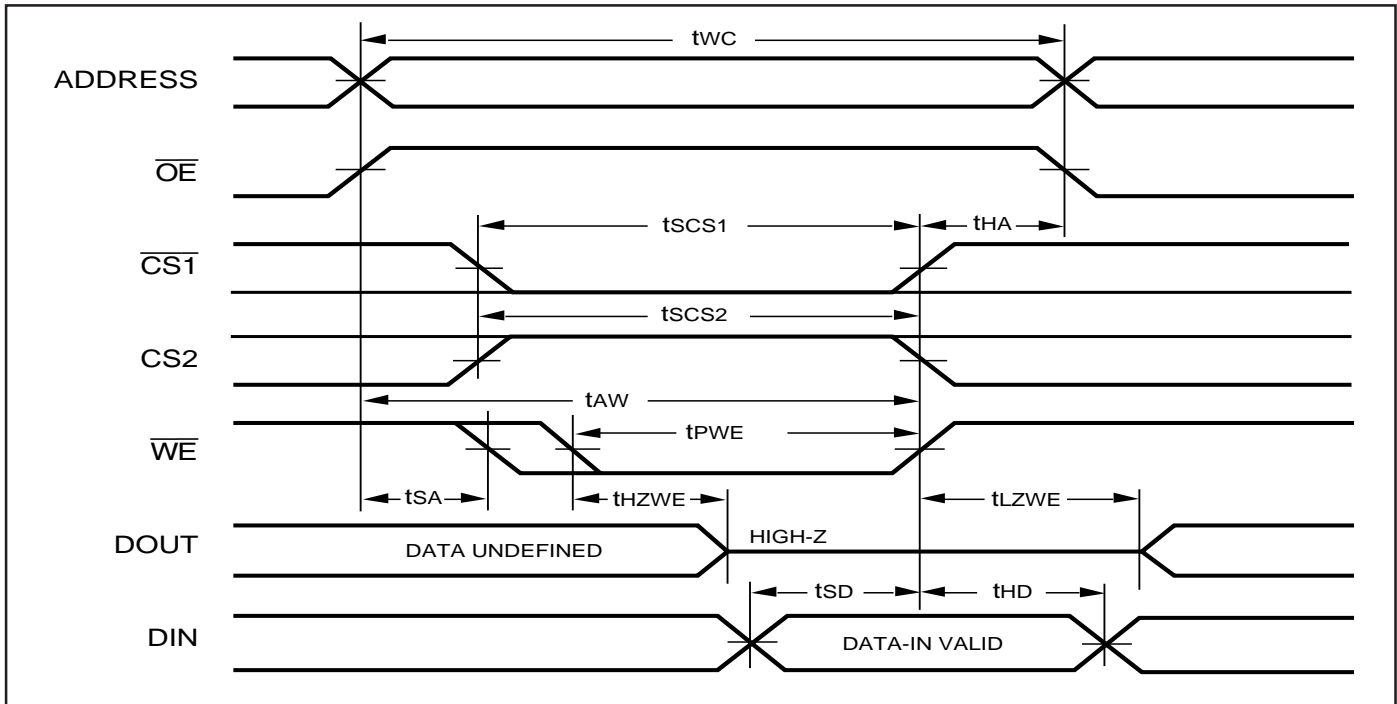 tWC
ADDRESS
OE
tSCS1
tHA
CS1
tSCS2
CS2
tAW
tPWE
WE
tSA
tHZWE
tLZWE
DOUT
DATA UNDEFINED
HIGH-Z
tSD
tHD
DIN
DATA-IN VALID